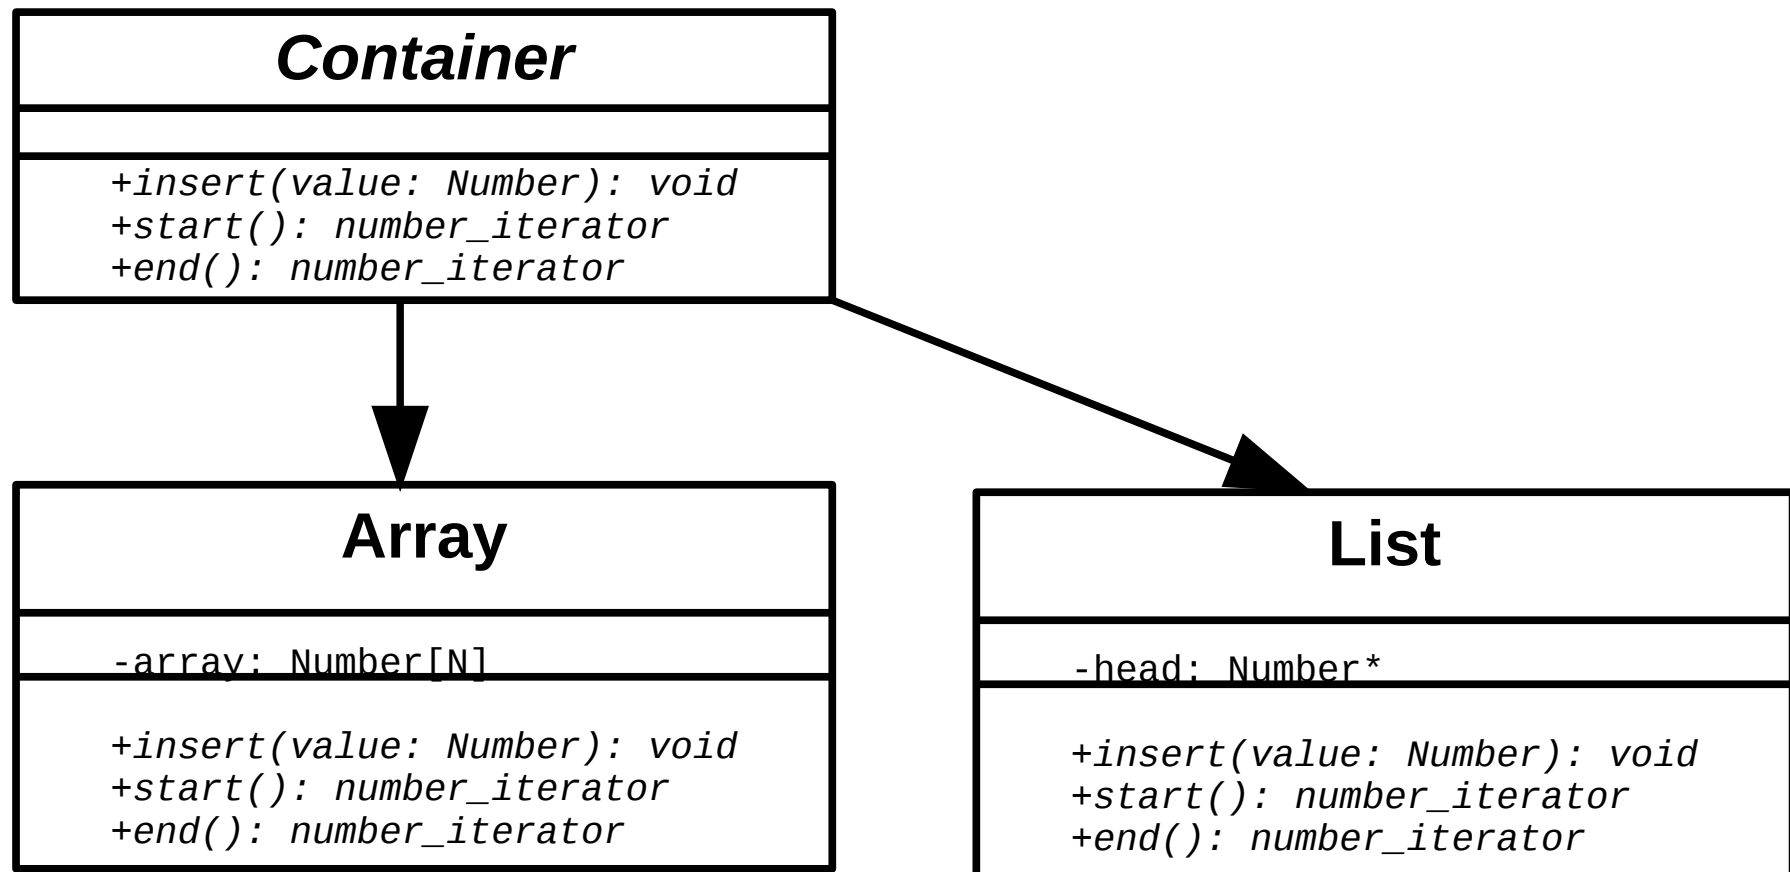 Container
+insert(value: Number): void
+start(): number_iterator
+end(): number_iterator
Array
-array: Number[N]
+insert(value: Number): void
+start(): number_iterator
+end(): number_iterator
List
-head: Number*
+insert(value: Number): void
+start(): number_iterator
+end(): number_iterator